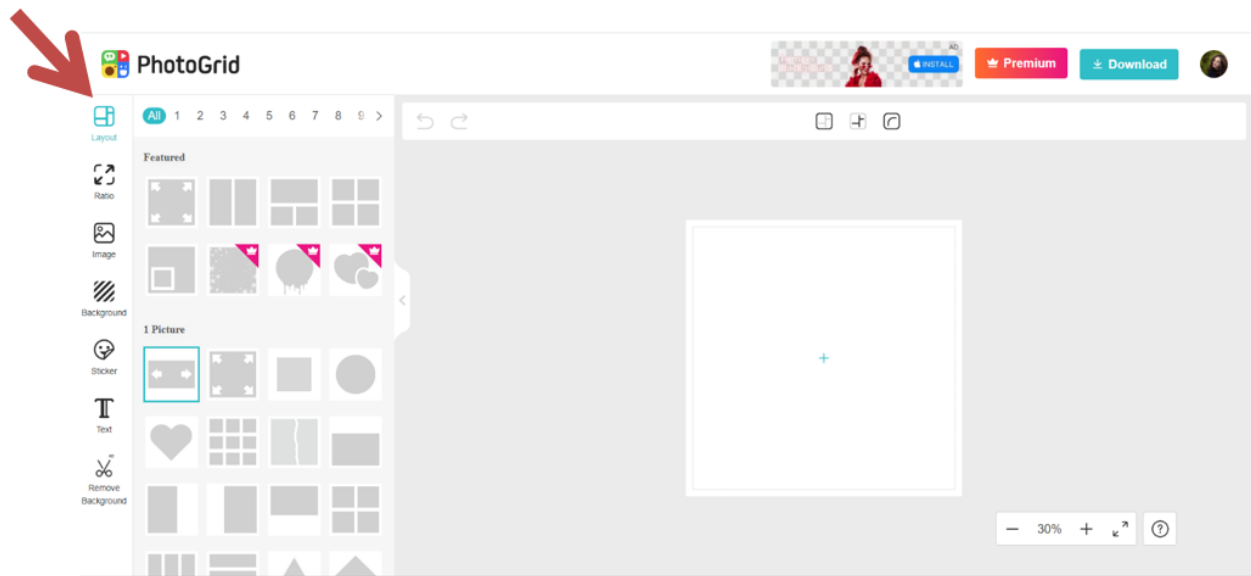 PhotoGrid
AD
INSTALL
Premium
Download
Layout
All 1 2 3 4 5 6 7 8 9
Featured
Ratio
Image
Background
1 Picture
Sticker
Text
Remove
Background
30%